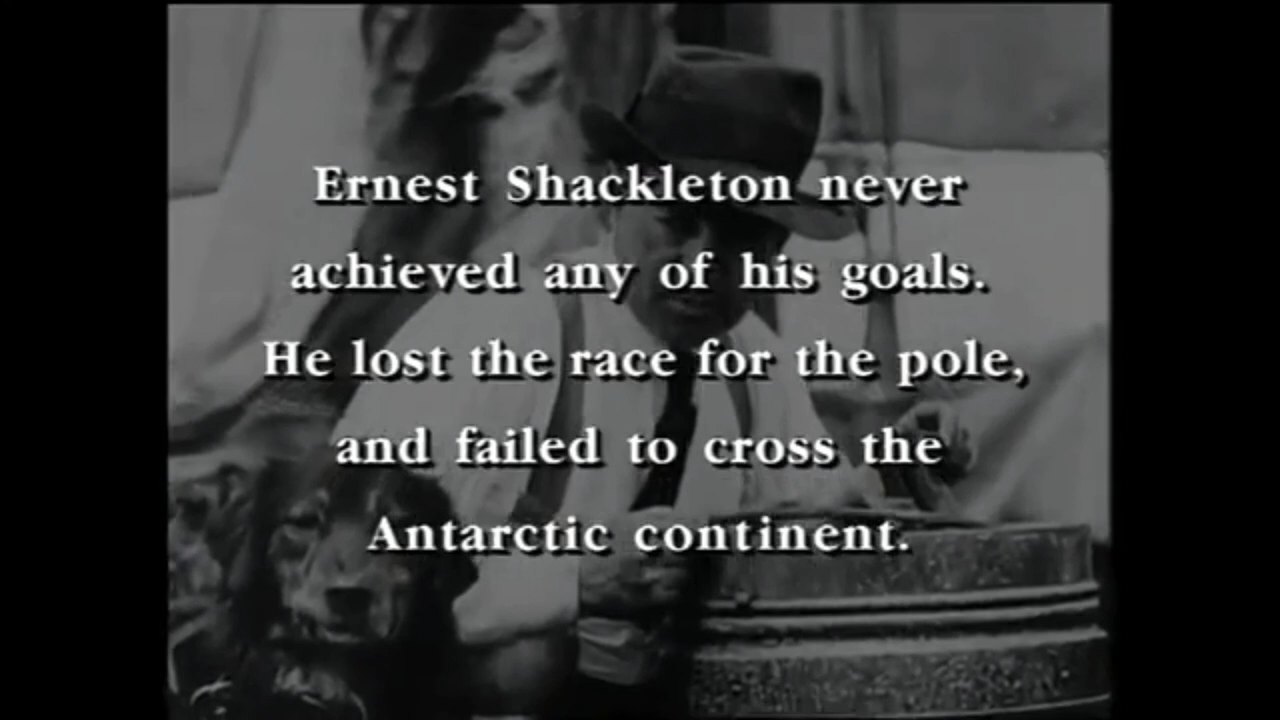 Ernest Shackleton never
achieved any of his goals.
He lost the race for the pole,
and failed to cross the
Antarctic continent.